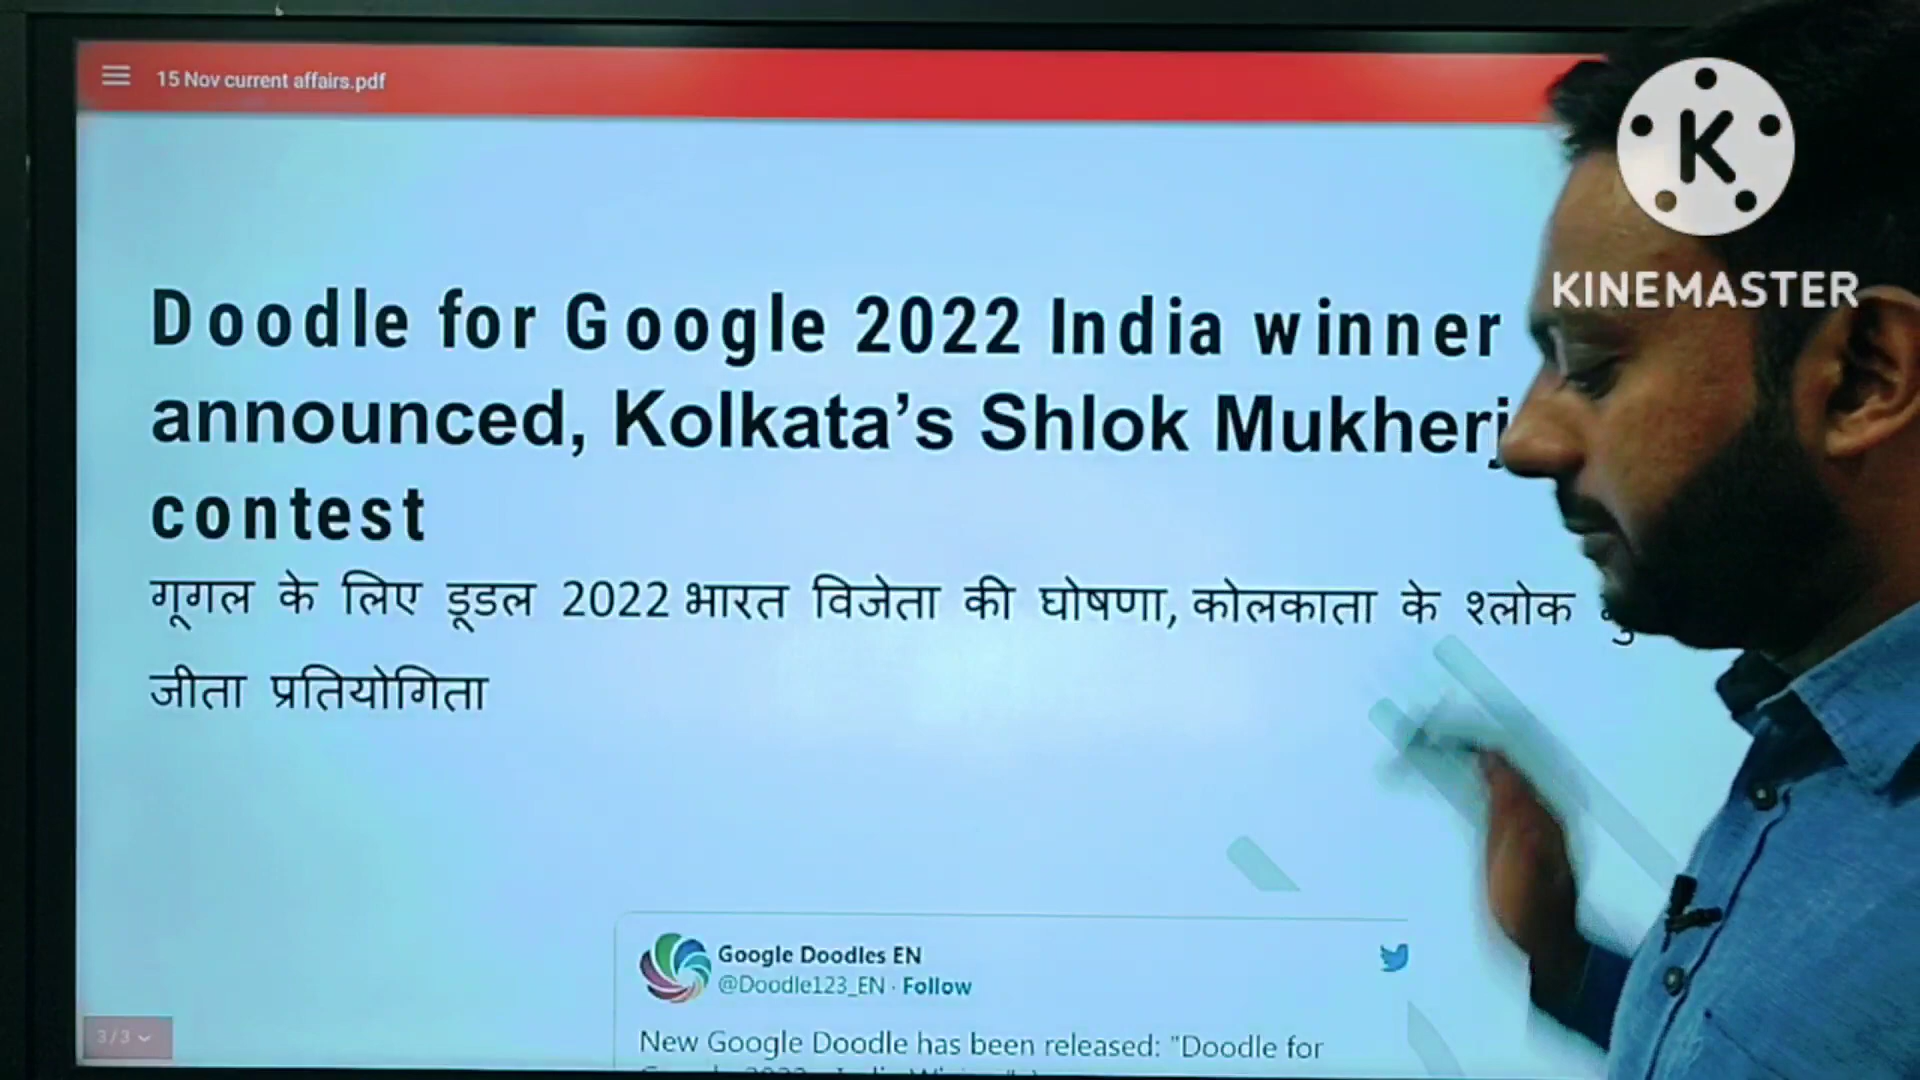 15 Nov current affairs.pdf
K
KINEMASTER
Doodle for Google 2022 India winner
announced, Kolkata's Shlok
contest
गूगल के लिए डूडल 2022 भारत विजेता की घोषणा, कोलकाता के श्लोक
जीता प्रतियोगिता
Google Doodles EN
@Doodle123_EN · Follow
New Google Doodle has been released: "Doodle for
3/3